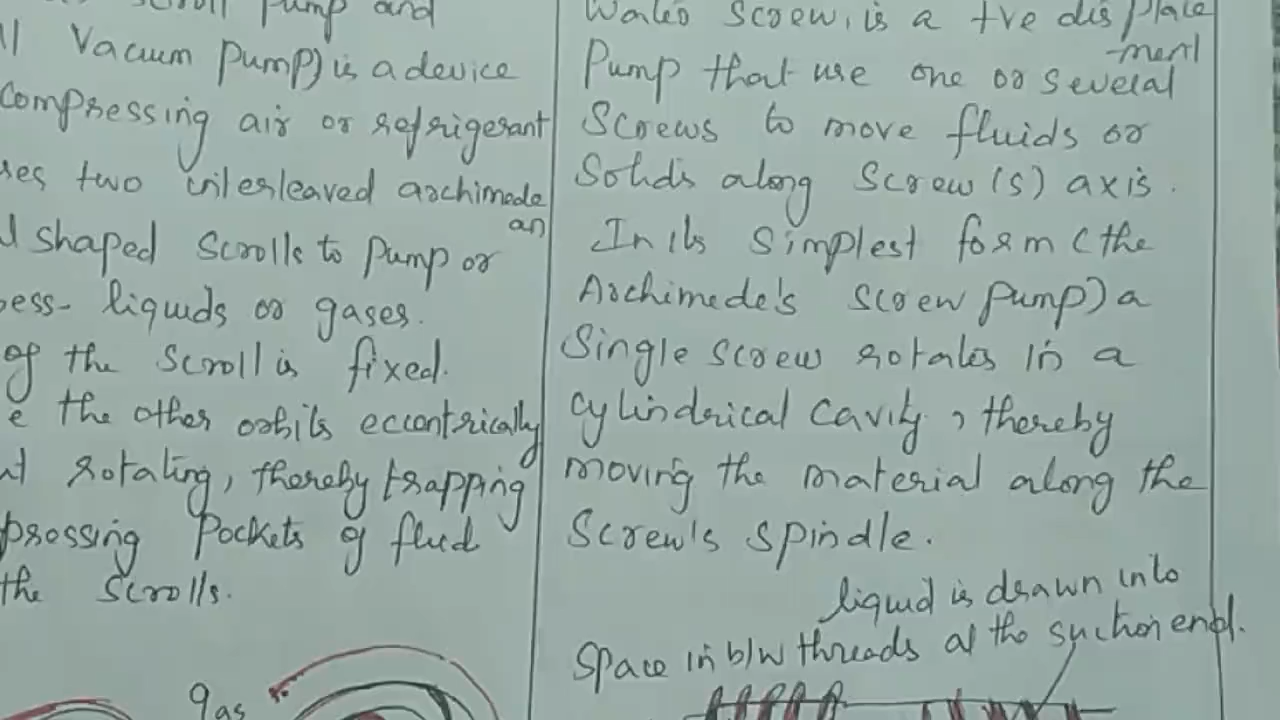 scroll pump and
Vacuum pump) is a device
compressing air or refrigerant
two interleaved archimede
an
shaped scrolls to pump or
liquids or gases.
of the scroll is fixed.
the other orbits eccentrically
rotating, thereby trapping
pockets of fluid
the scrolls.
gas
Water screw, is a +ve displace
-ment
Pump that use one or several
Screws to move fluids or
Solids along screw(s) axis.
In its simplest form (the
Archimede's screw pump) a
Single screw rotates in a
cylindrical cavity, thereby
moving the material along the
Screw's spindle.
liquid is drawn into
Space in b/w threads at the suction end.